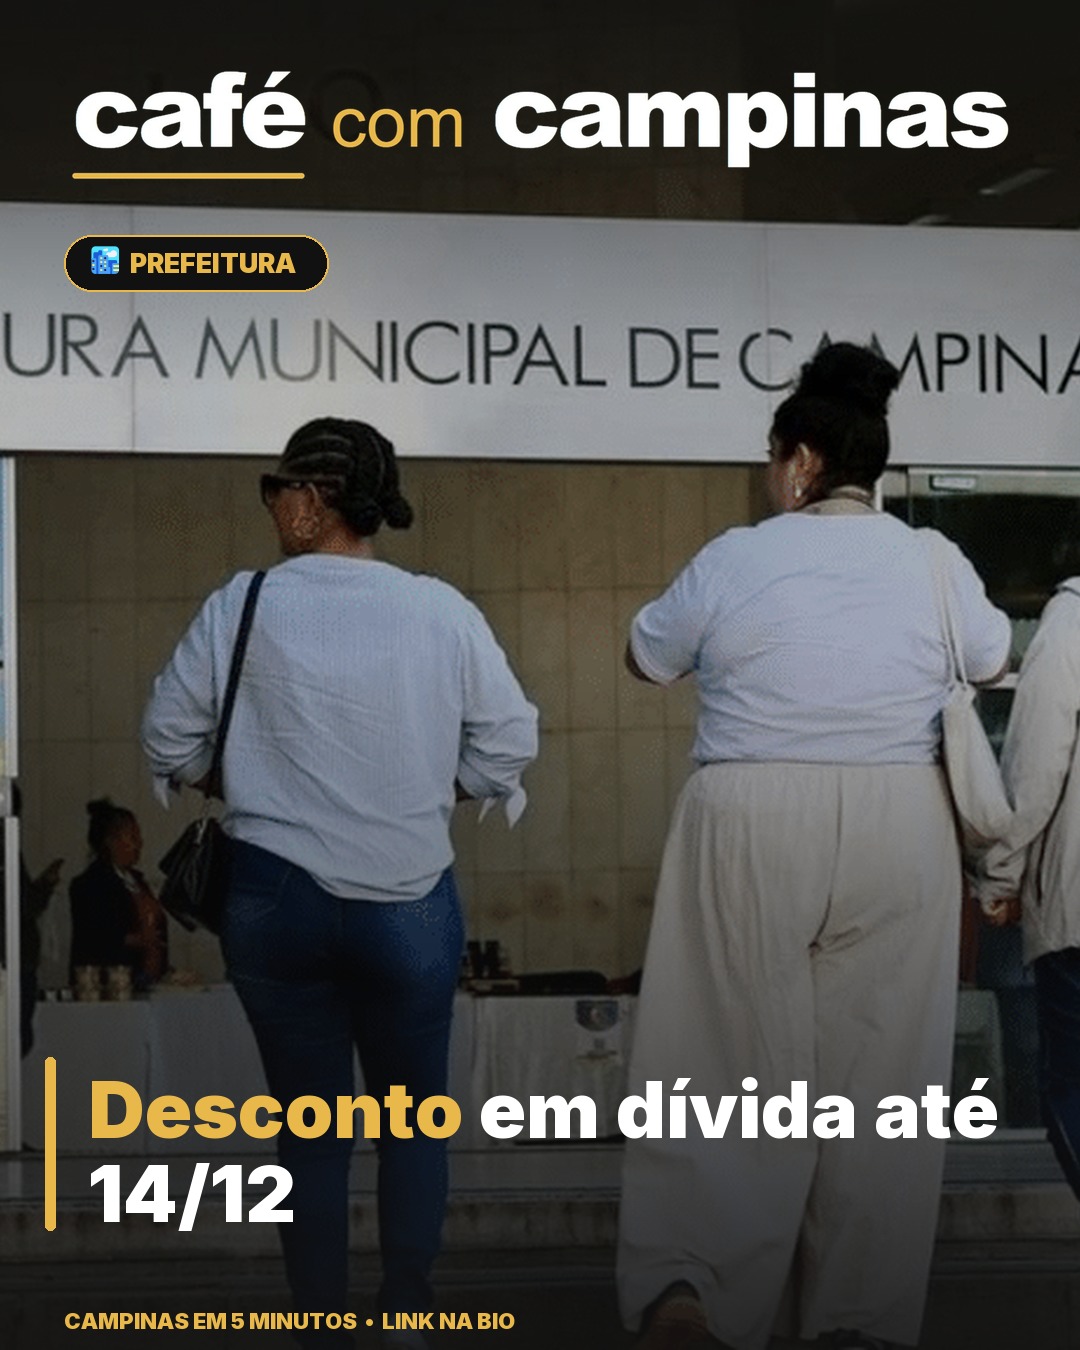 café com campinas
PREFEITURA
URA MUNICIPAL DE CAMPINA
Desconto em dívida até
14/12
CAMPINAS EM 5 MINUTOS • LINK NA BIO